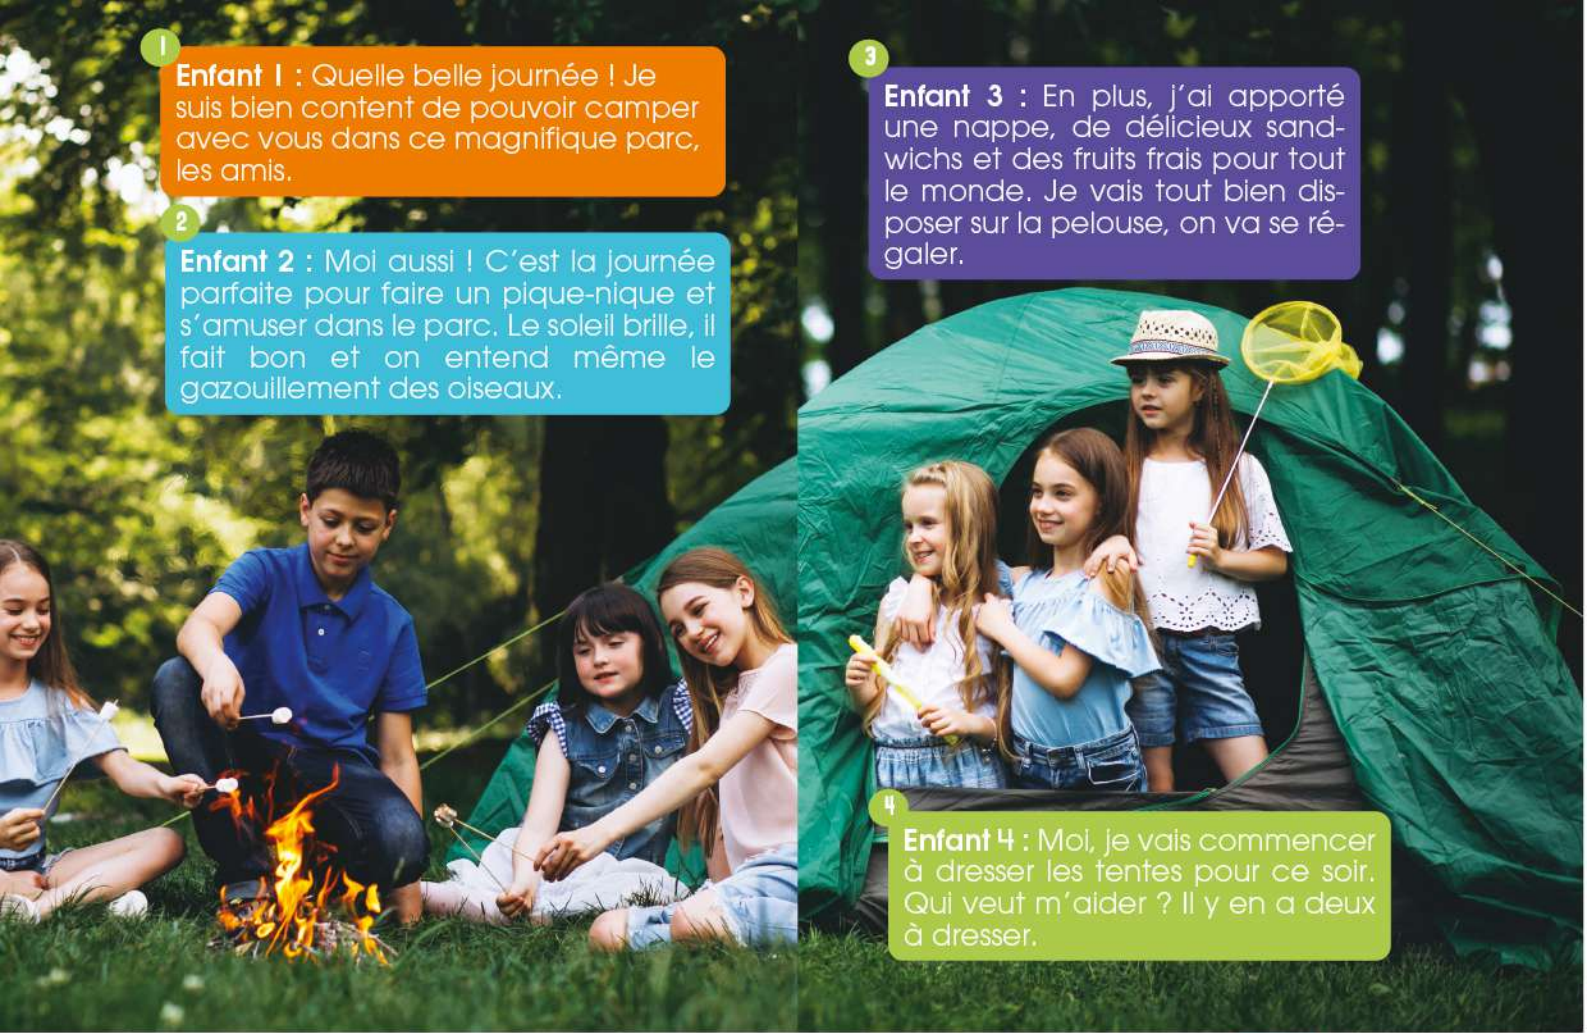 1
Enfant 1 : Quelle belle journée ! Je
suis bien content de pouvoir camper
avec vous dans ce magnifique parc,
les amis.
2
Enfant 2 : Moi aussi ! C'est la journée
parfaite pour faire un pique-nique et
s'amuser dans le parc. Le soleil brille, il
fait bon et on entend même le
gazouillement des oiseaux.
3
Enfant 3 : En plus, j'ai apporté
une nappe, de délicieux sand-
wichs et des fruits frais pour tout
le monde. Je vais tout bien dis-
poser sur la pelouse, on va se ré-
galer.
4
Enfant 4 : Moi, je vais commencer
à dresser les tentes pour ce soir.
Qui veut m'aider ? Il y en a deux
à dresser.